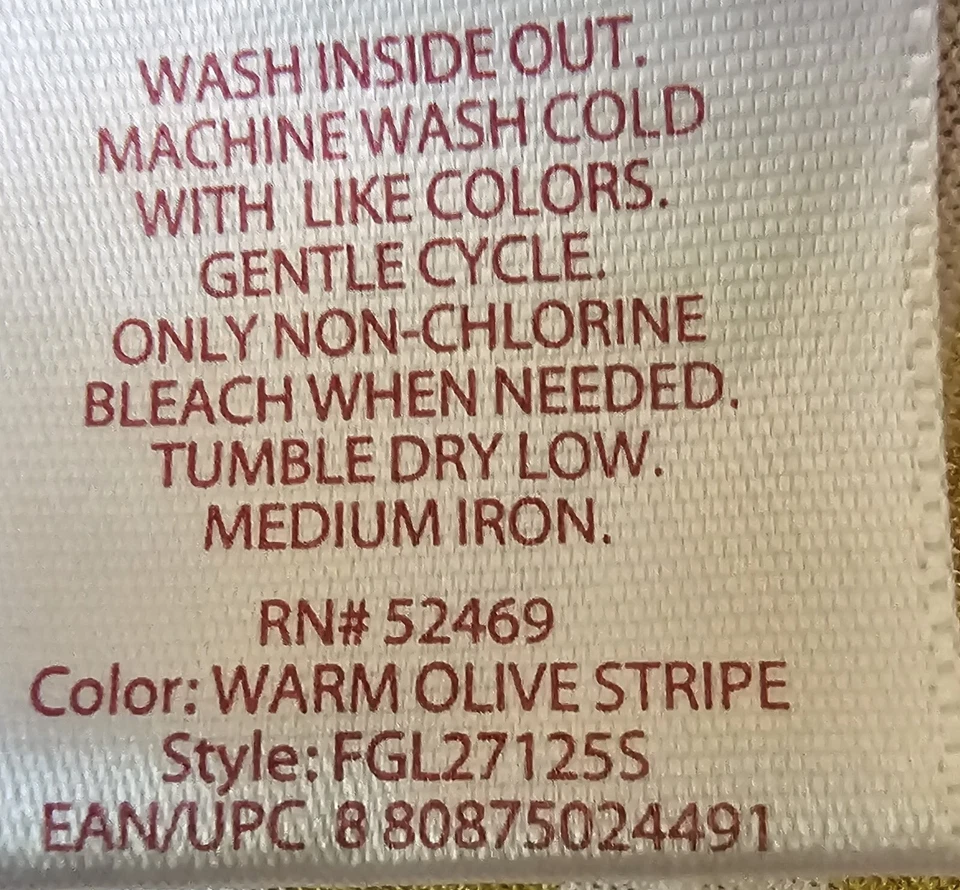 WASH INSIDE OUT.
MACHINE WASH COLD
WITH LIKE COLORS.
GENTLE CYCLE.
ONLY NON-CHLORINE
BLEACH WHEN NEEDED.
TUMBLE DRY LOW.
MEDIUM IRON.
RN# 52469
Color: WARM OLIVE STRIPE
Style: FGL27125S
EAN/UPC 8 80875024491